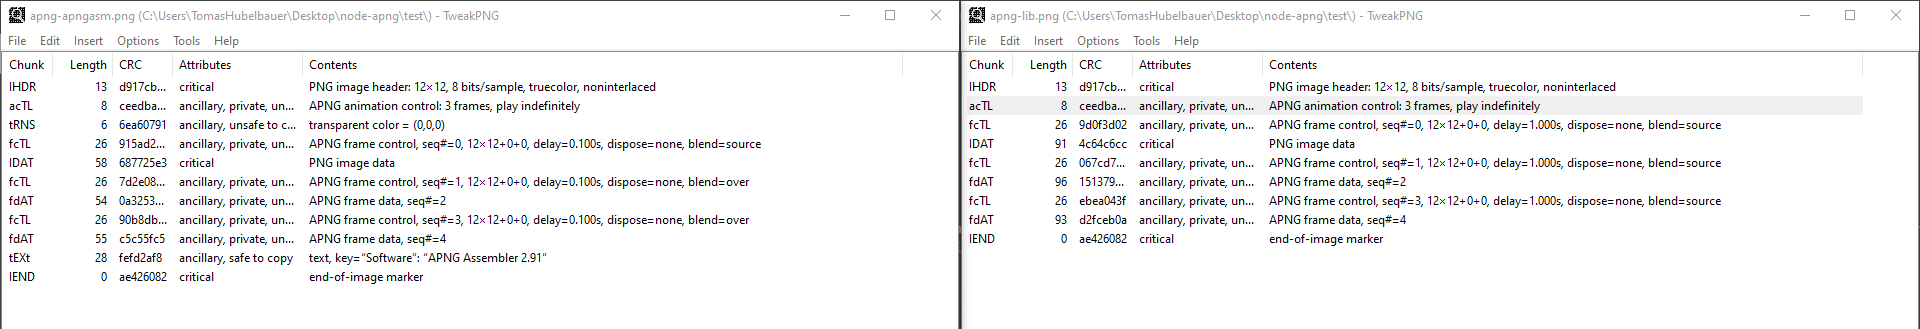 apng-apngasm.png (C:\Users\TomasHubelbauer\Desktop\node-apng\test\) - TweakPNG
File Edit Insert Options Tools Help
Chunk Length CRC Attributes Contents
IHDR 13 d917cb... critical PNG image header: 12×12, 8 bits/sample, truecolor, noninterlaced
acTL 8 ceedba... ancillary, private, un... APNG animation control: 3 frames, play indefinitely
tRNS 6 6ea60791 ancillary, unsafe to c... transparent color = (0,0,0)
fcTL 26 915ad2... ancillary, private, un... APNG frame control, seq#=0, 12×12+0+0, delay=0.100s, dispose=none, blend=source
IDAT 58 687725e3 critical PNG image data
fcTL 26 7d2e08... ancillary, private, un... APNG frame control, seq#=1, 12×12+0+0, delay=0.100s, dispose=none, blend=over
fdAT 54 0a3253... ancillary, private, un... APNG frame data, seq#=2
fcTL 26 90b8db... ancillary, private, un... APNG frame control, seq#=3, 12×12+0+0, delay=0.100s, dispose=none, blend=over
fdAT 55 c5c55fc5 ancillary, private, un... APNG frame data, seq#=4
tEXt 28 fefd2af8 ancillary, safe to copy text, key="Software": "APNG Assembler 2.91"
IEND 0 ae426082 critical end-of-image marker
apng-lib.png (C:\Users\TomasHubelbauer\Desktop\node-apng\test\) - TweakPNG
File Edit Insert Options Tools Help
Chunk Length CRC Attributes Contents
IHDR 13 d917cb... critical PNG image header: 12×12, 8 bits/sample, truecolor, noninterlaced
acTL 8 ceedba... ancillary, private, un... APNG animation control: 3 frames, play indefinitely
fcTL 26 9d0f3d02 ancillary, private, un... APNG frame control, seq#=0, 12×12+0+0, delay=1.000s, dispose=none, blend=source
IDAT 91 4c64c6cc critical PNG image data
fcTL 26 067cd7... ancillary, private, un... APNG frame control, seq#=1, 12×12+0+0, delay=1.000s, dispose=none, blend=source
fdAT 96 151379... ancillary, private, un... APNG frame data, seq#=2
fcTL 26 ebea043f ancillary, private, un... APNG frame control, seq#=3, 12×12+0+0, delay=1.000s, dispose=none, blend=source
fdAT 93 d2fceb0a ancillary, private, un... APNG frame data, seq#=4
IEND 0 ae426082 critical end-of-image marker